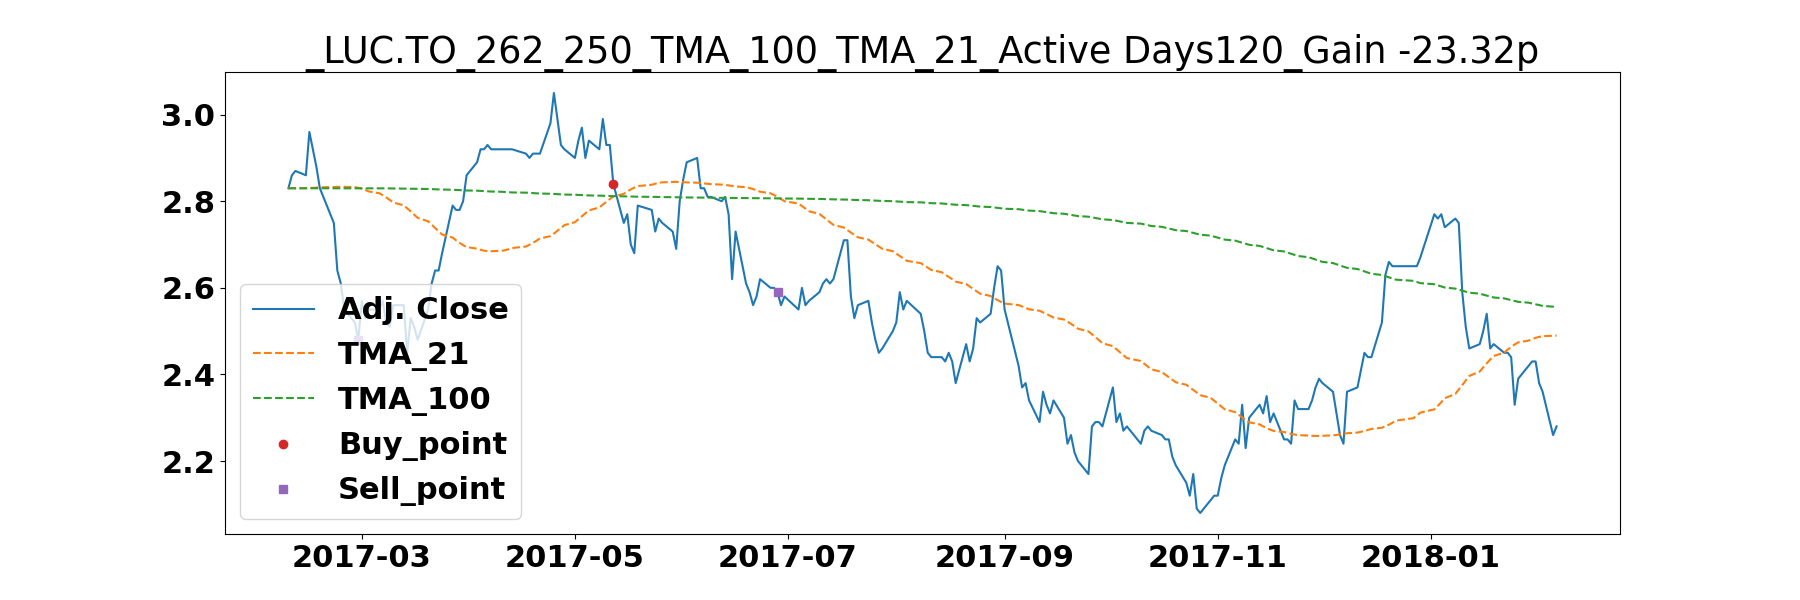 _LUC.TO_262_250_TMA_100_TMA_21_Active Days120_Gain -23.32p
3.0
2.8
2.6
2.4
2.2
Adj. Close
TMA_21
TMA_100
Buy_point
Sell_point
2017-03 2017-05 2017-07 2017-09 2017-11 2018-01